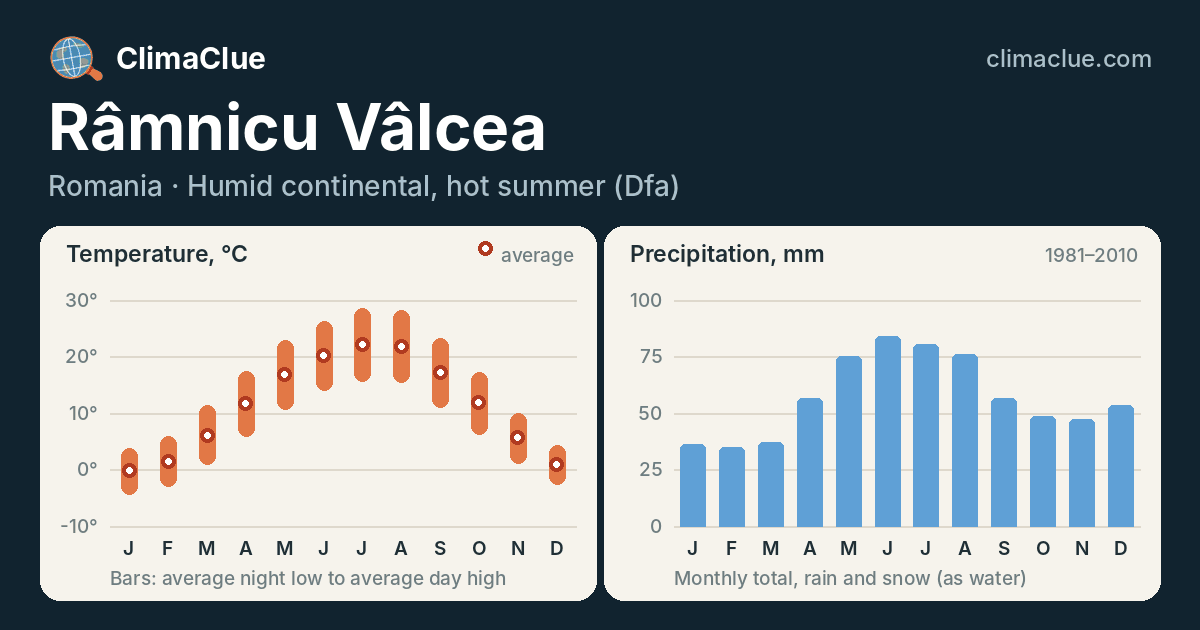 ClimaClue
climaclue.com
Râmnicu Vâlcea
Romania · Humid continental, hot summer (Dfa)
Temperature, °C
average
30°
20°
10°
0°
-10°
J F M A M J J A S O N D
Bars: average night low to average day high
Precipitation, mm
1981–2010
100
75
50
25
0
J F M A M J J A S O N D
Monthly total, rain and snow (as water)